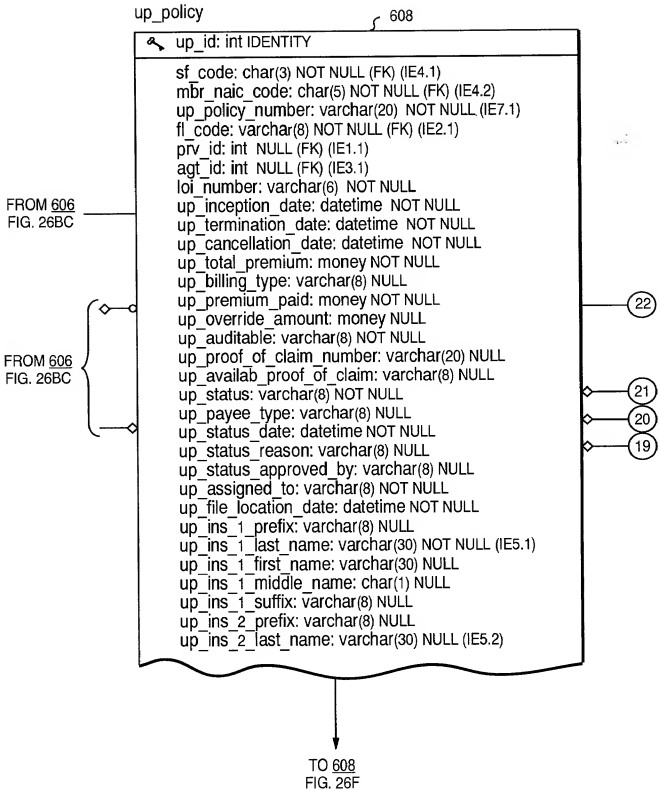 up_policy
608
up_id: int IDENTITY
sf_code: char(3) NOT NULL (FK) (IE4.1)
mbr_naic_code: char(5) NOT NULL (FK) (IE4.2)
up_policy_number: varchar(20) NOT NULL (IE7.1)
fl_code: varchar(8) NOT NULL (FK) (IE2.1)
prv_id: int NULL (FK) (IE1.1)
agt_id: int NULL (FK) (IE3.1)
loi_number: varchar(6) NOT NULL
up_inception_date: datetime NOT NULL
up_termination_date: datetime NOT NULL
up_cancellation_date: datetime NOT NULL
up_total_premium: money NOT NULL
up_billing_type: varchar(8) NULL
up_premium_paid: money NOT NULL
up_override_amount: money NULL
up_auditable: varchar(8) NOT NULL
up_proof_of_claim_number: varchar(20) NULL
up_availab_proof_of_claim: varchar(8) NULL
up_status: varchar(8) NOT NULL
up_payee_type: varchar(8) NULL
up_status_date: datetime NOT NULL
up_status_reason: varchar(8) NULL
up_status_approved_by: varchar(8) NULL
up_assigned_to: varchar(8) NOT NULL
up_file_location_date: datetime NOT NULL
up_ins_1_prefix: varchar(8) NULL
up_ins_1_last_name: varchar(30) NOT NULL (IE5.1)
up_ins_1_first_name: varchar(30) NULL
up_ins_1_middle_name: char(1) NULL
up_ins_1_suffix: varchar(8) NULL
up_ins_2_prefix: varchar(8) NULL
up_ins_2_last_name: varchar(30) NULL (IE5.2)
FROM 606
FIG. 26BC
FROM 606
FIG. 26BC
22
21
20
19
TO 608
FIG. 26F